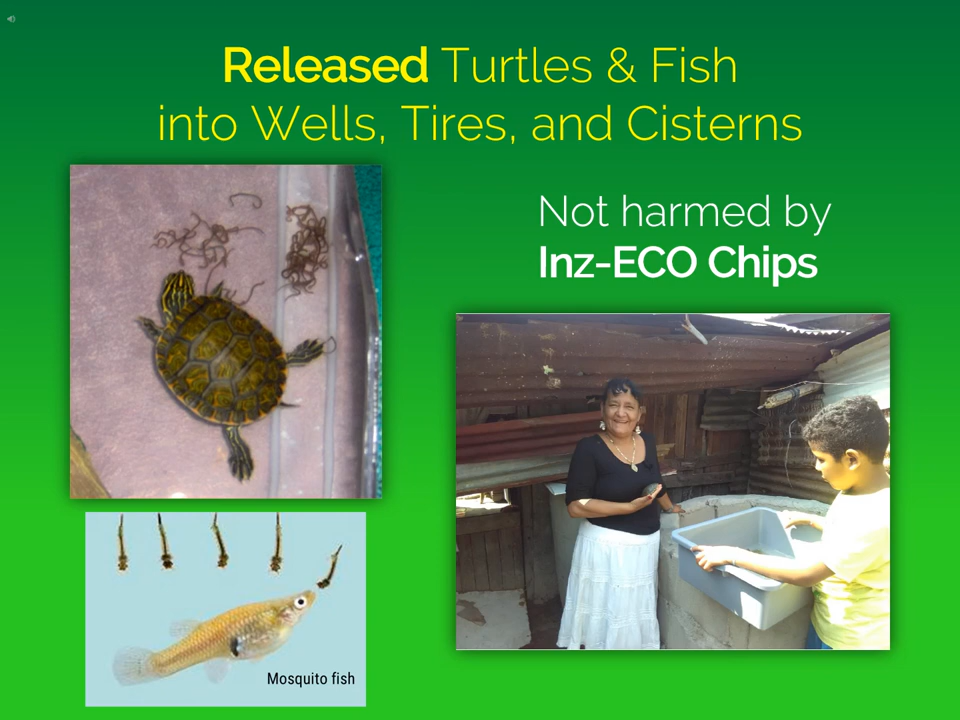 Released Turtles & Fish
into Wells, Tires, and Cisterns
Not harmed by
Inz-ECO Chips
Mosquito fish